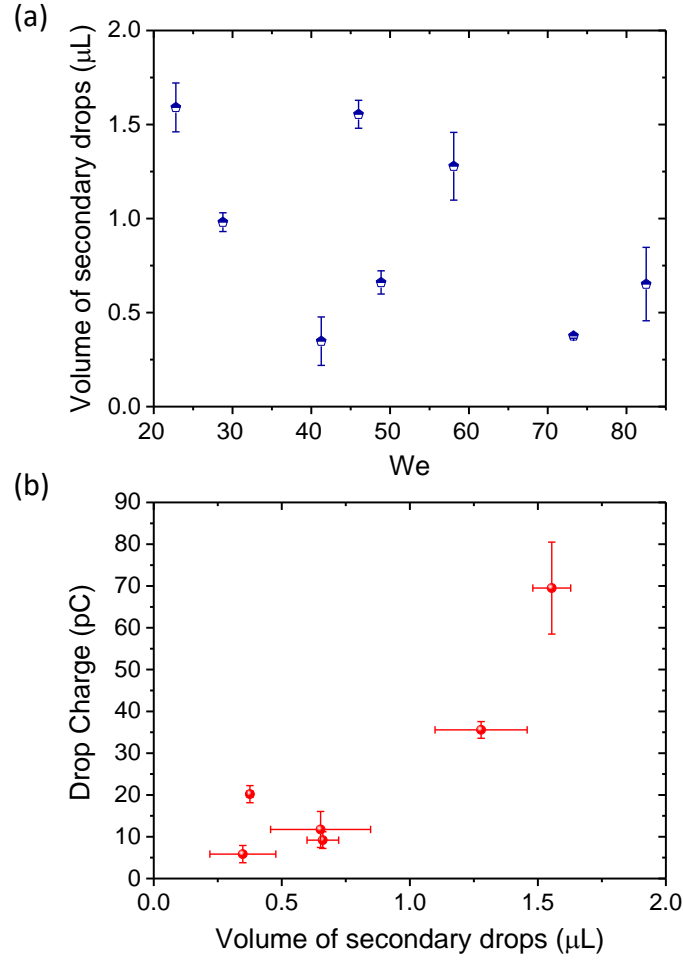 (a)
Volume of secondary drops (μL)
2.0
1.5
1.0
0.5
0.0
20 30 40 50 60 70 80
We
(b)
Drop Charge (pC)
90
80
70
60
50
40
30
20
10
0
0.0 0.5 1.0 1.5 2.0
Volume of secondary drops (μL)